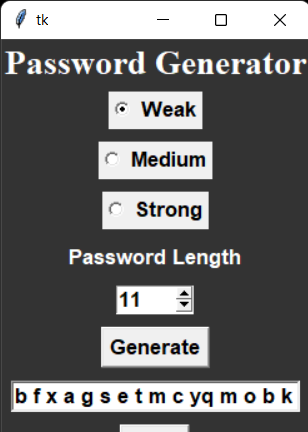 tk
Password Generator
Weak
Medium
Strong
Password Length
11
Generate
b f x a g s e t m c yq m o b k